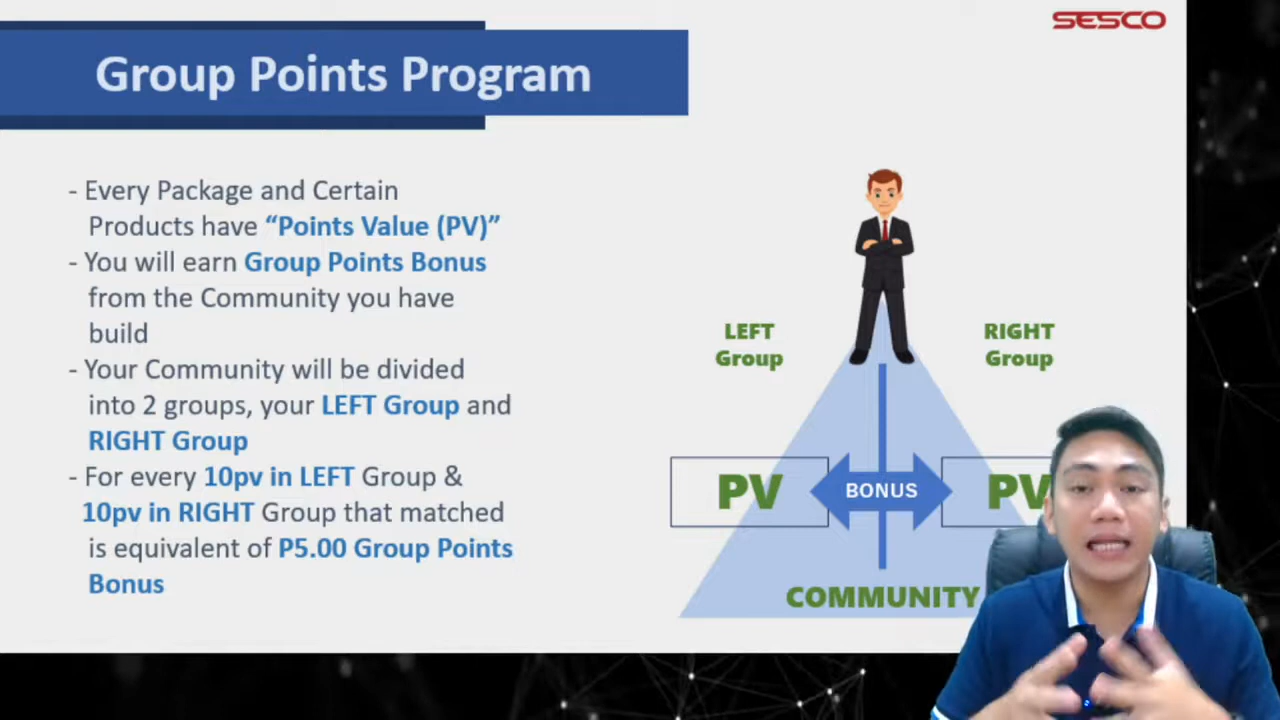 SESCO
Group Points Program
- Every Package and Certain
Products have “Points Value (PV)”
- You will earn Group Points Bonus
from the Community you have
build
- Your Community will be divided
into 2 groups, your LEFT Group and
RIGHT Group
- For every 10pv in LEFT Group &
10pv in RIGHT Group that matched
is equivalent of P5.00 Group Points
Bonus
LEFT
Group
RIGHT
Group
PV
BONUS
PV
COMMUNITY